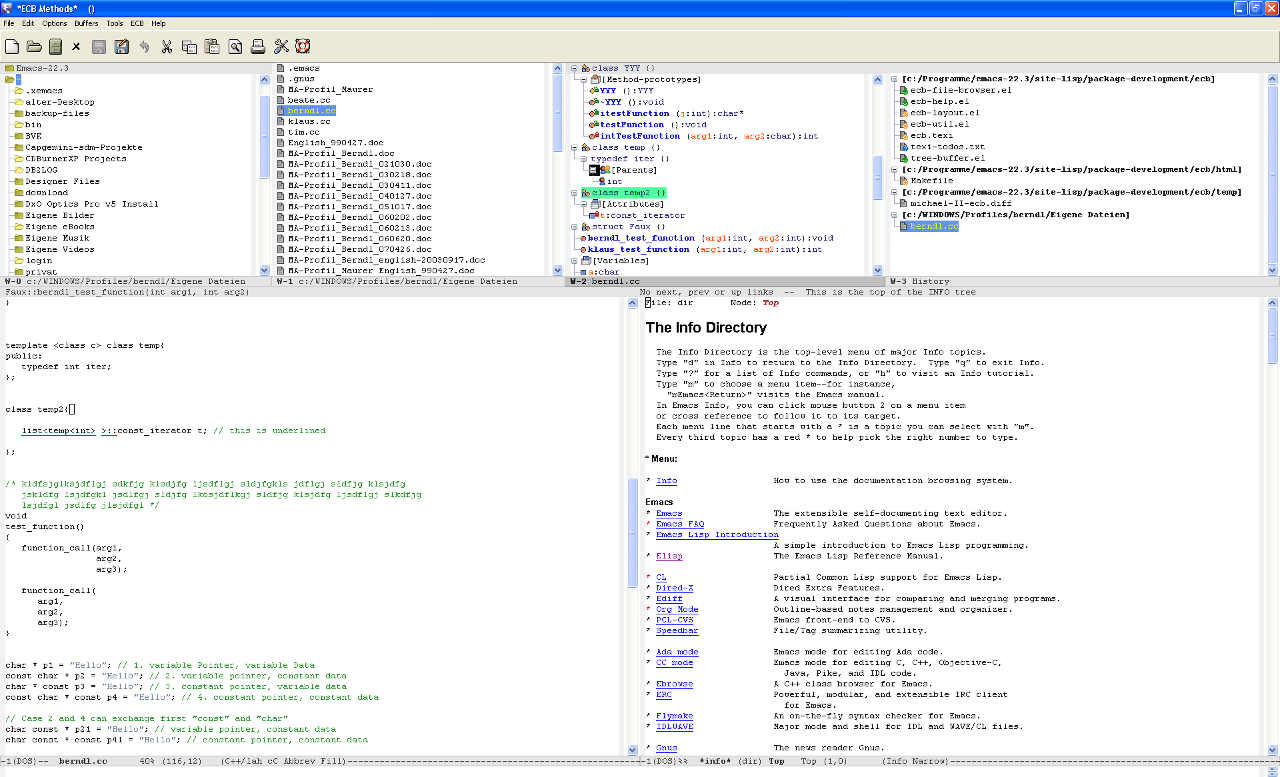 *ECB Methods*   ()
File Edit Options Buffers Tools ECB Help
Emacs-22.3
.xemacs
alter-Desktop
backup-files
bin
BVE
Capgemini-sdm-Projekte
CDBurnerXP Projects
DB2LOG
Designer Files
download
DxO Optics Pro v5 Install
Eigene Bilder
Eigene eBooks
Eigene Musik
Eigene Videos
login
privat
W-0 c:/WINDOWS/Profiles/berndl/Eigene Dateien
.emacs
.gnus
MA-Profil_Maurer
beate.cc
berndl.cc
klaus.cc
tim.cc
English_990427.doc
MA-Profil_Berndl.doc
MA-Profil_Berndl_021030.doc
MA-Profil_Berndl_030218.doc
MA-Profil_Berndl_030411.doc
MA-Profil_Berndl_040127.doc
MA-Profil_Berndl_051017.doc
MA-Profil_Berndl_060202.doc
MA-Profil_Berndl_060213.doc
MA-Profil_Berndl_060620.doc
MA-Profil_Berndl_070426.doc
MA-Profil_Berndl_english-20030917.doc
MA-Profil_Maurer English_990427.doc
W-1 c:/WINDOWS/Profiles/berndl/Eigene Dateien
class YYY ()
[Method-prototypes]
YYY ():YYY
~YYY ():void
itestFunction (j:int):char*
testFunction ():void
intTestFunction (arg1:int, arg2:char):int
class temp ()
typedef iter ()
[Parents]
int
class temp2 ()
[Attributes]
t:const_iterator
struct Faux ()
berndl_test_function (arg1:int, arg2:int):void
klaus_test_function (arg1:int, arg2:int):int
[Variables]
a:char
W-2 berndl.cc
[c:/Programme/emacs-22.3/site-lisp/package-development/ecb]
ecb-file-browser.el
ecb-help.el
ecb-layout.el
ecb-util.el
ecb.texi
texi-todos.txt
tree-buffer.el
[c:/Programme/emacs-22.3/site-lisp/package-development/ecb/html]
Makefile
[c:/Programme/emacs-22.3/site-lisp/package-development/ecb/temp]
michael-II-ecb.diff
[c:/WINDOWS/Profiles/berndl/Eigene Dateien]
berndl.cc
W-3 History
Faux::berndl_test_function(int arg1, int arg2)
}
template <class c> class temp{
public:
typedef int iter;
};
class temp2{
list<temp<int> >::const_iterator t; // this is underlined
};
/* kldfsjglksjdflgj sdkfjg klsdjfg ljsdflgj sldjfgkls jdflgj sldfjg klsjdfg
jskldfg lsjdfgkl jsdlfgj sldjfg lkosjdflkgj sldfjg klsjdfg ljsdflgj slkdfjg
lsjdfgl jsdlfg jlsjdfgl */
void
test_function()
{
function_call(arg1,
arg2,
arg3);
function_call(
arg1,
arg2,
arg3);
}
char * p1 = "Hello"; // 1. variable Pointer, variable Data
const char * p2 = "Hello"; // 2. variable pointer, constant data
char * const p3 = "Hello"; // 3. constant pointer, variable data
const char * const p4 = "Hello"; // 4. constant pointer, constant data
// Case 2 and 4 can exchange first "const" and "char"
char const * p21 = "Hello"; // variable pointer, constant data
char const * const p41 = "Hello"; // constant pointer, constant data
-1(DOS)--  berndl.cc      40% (116,12)   (C++/lah cC Abbrev Fill)
No next, prev or up links  --  This is the top of the INFO tree
File: dir       Node: Top
The Info Directory
The Info Directory is the top-level menu of major Info topics.
Type "d" in Info to return to the Info Directory.  Type "q" to exit Info.
Type "?" for a list of Info commands, or "h" to visit an Info tutorial.
Type "m" to choose a menu item--for instance,
"mEmacs<Return>" visits the Emacs manual.
In Emacs Info, you can click mouse button 2 on a menu item
or cross reference to follow it to its target.
Each menu line that starts with a * is a topic you can select with "m".
Every third topic has a red * to help pick the right number to type.
* Menu:
* Info   How to use the documentation browsing system.
Emacs
* Emacs   The extensible self-documenting text editor.
* Emacs FAQ   Frequently Asked Questions about Emacs.
* Emacs Lisp Introduction
A simple introduction to Emacs Lisp programming.
* Elisp   The Emacs Lisp Reference Manual.
* CL   Partial Common Lisp support for Emacs Lisp.
* Dired-X   Dired Extra Features.
* Ediff   A visual interface for comparing and merging programs.
* Org Mode   Outline-based notes management and organizer.
* PCL-CVS   Emacs front-end to CVS.
* Speedbar   File/Tag summarizing utility.
* Ada mode   Emacs mode for editing Ada code.
* CC mode   Emacs mode for editing C, C++, Objective-C,
Java, Pike, and IDL code.
* Ebrowse   A C++ class browser for Emacs.
* ERC   Powerful, modular, and extensible IRC client
for Emacs.
* Flymake   An on-the-fly syntax checker for Emacs.
* IDLWAVE   Major mode and shell for IDL and WAVE/CL files.
* Gnus   The news reader Gnus.
-1(DOS)%%  *info*  (dir) Top   Top (1,0)      (Info Narrow)